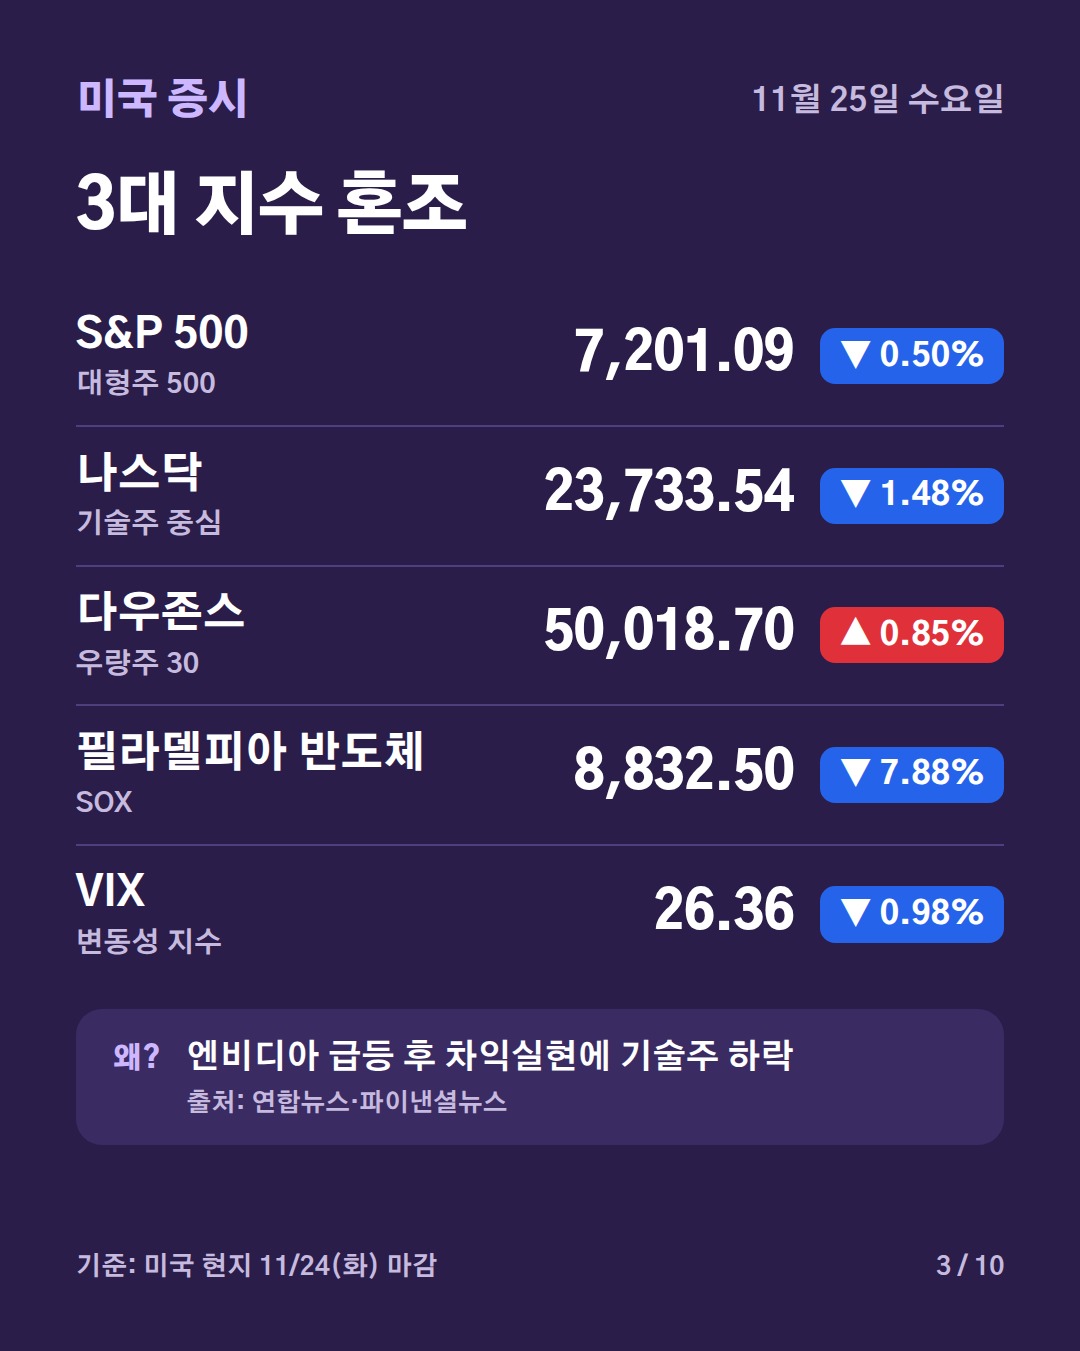 미국 증시
11월 25일 수요일
3대 지수 혼조
S&P 500
대형주 500
7,201.09
▼ 0.50%
나스닥
기술주 중심
23,733.54
▼ 1.48%
다우존스
우량주 30
50,018.70
▲ 0.85%
필라델피아 반도체
SOX
8,832.50
▼ 7.88%
VIX
변동성 지수
26.36
▼ 0.98%
왜? 엔비디아 급등 후 차익실현에 기술주 하락
출처: 연합뉴스·파이낸셜뉴스
기준: 미국 현지 11/24(화) 마감
3 / 10